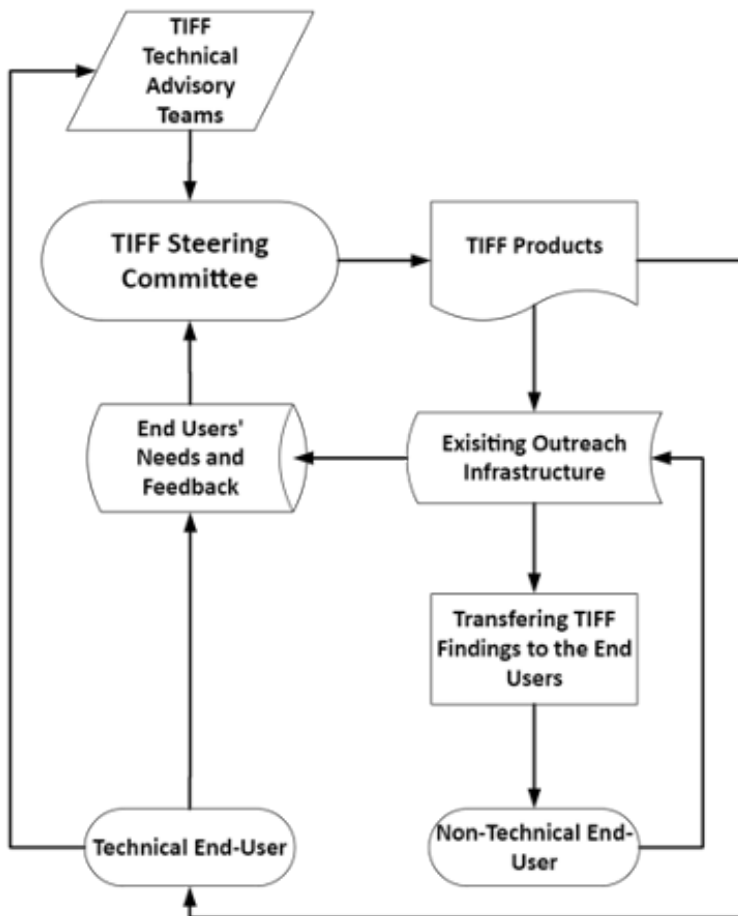 TIFF
Technical
Advisory
Teams
TIFF Steering
Committee
TIFF Products
End Users'
Needs and
Feedback
Exisiting Outreach
Infrastructure
Transfering TIFF
Findings to the End
Users
Technical End-User
Non-Technical End-
User